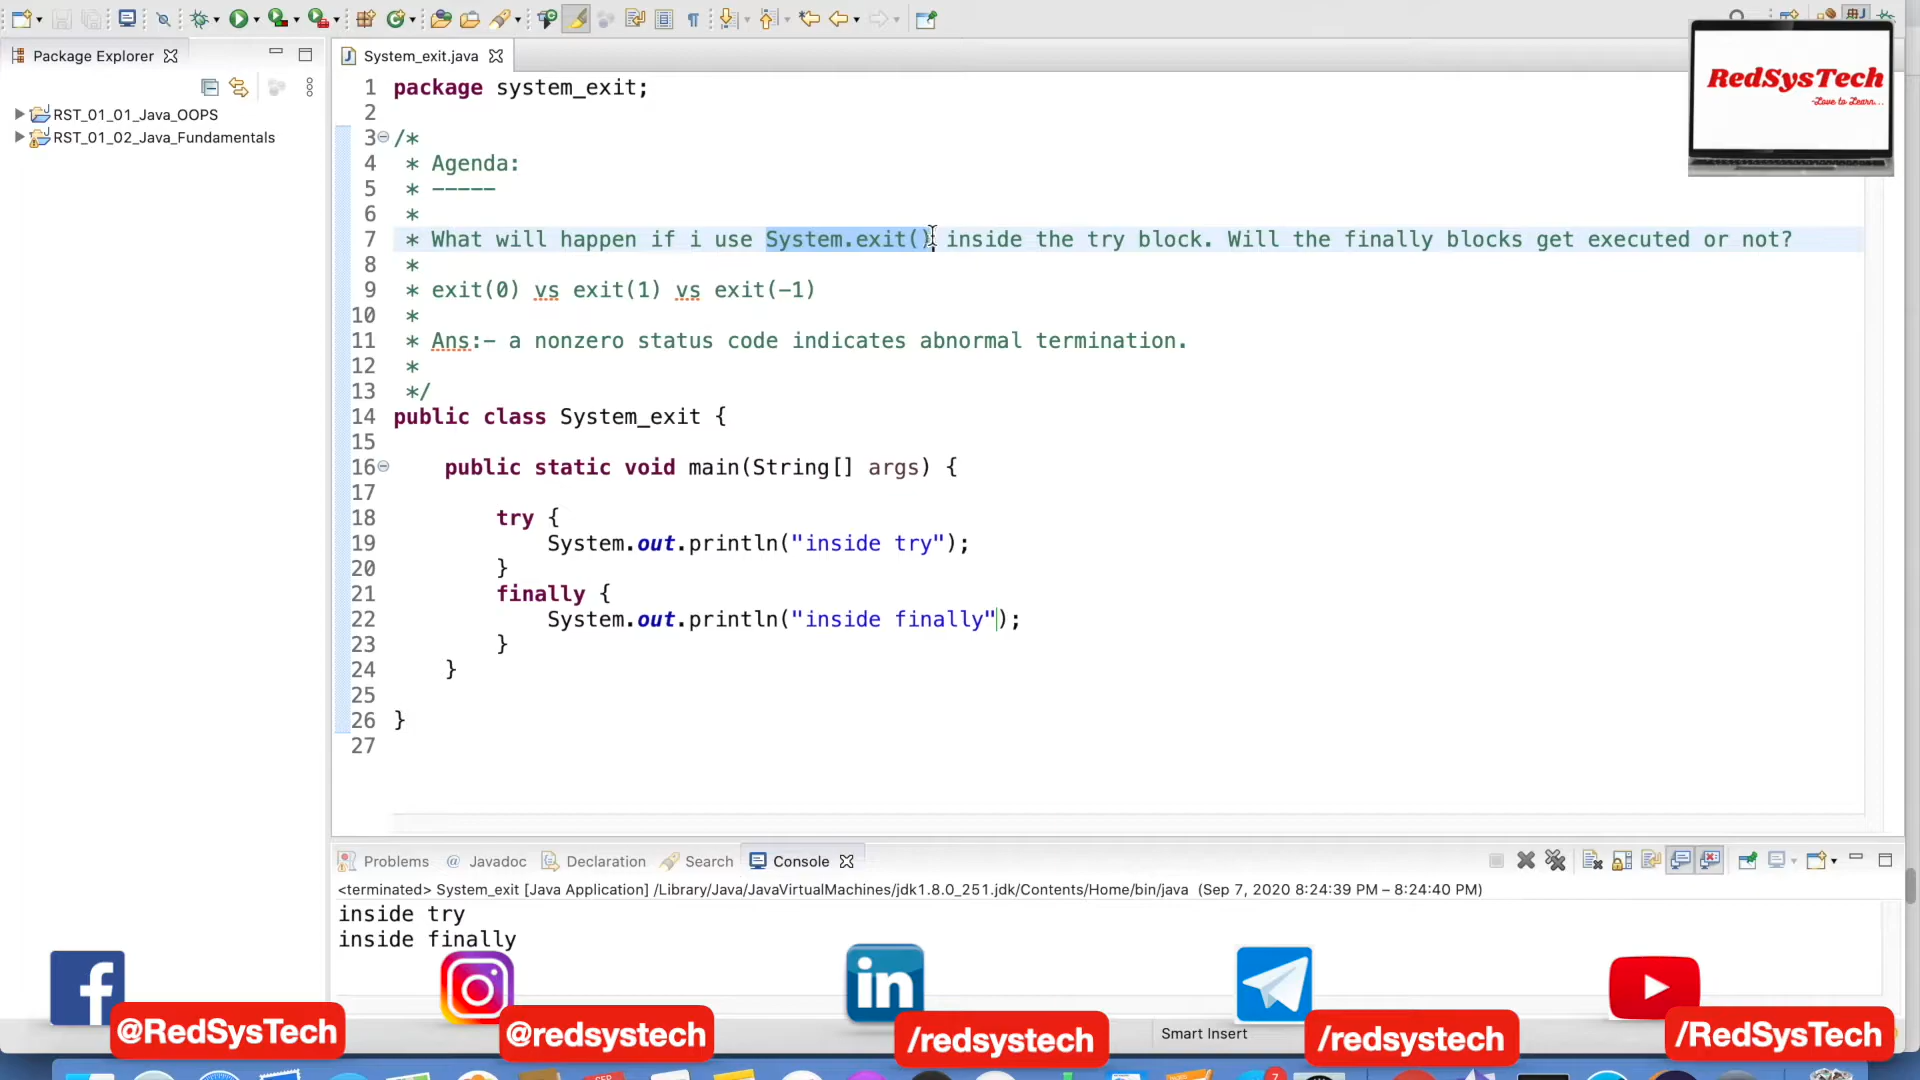 Package Explorer
System_exit.java
RedSysTech
-Love to Learn...
RST_01_01_Java_OOPS
RST_01_02_Java_Fundamentals
1 package system_exit;
2
3 /*
4 * Agenda:
5 * -----
6 *
7 * What will happen if i use System.exit() inside the try block. Will the finally blocks get executed or not?
8 *
9 * exit(0) vs exit(1) vs exit(-1)
10 *
11 * Ans:- a nonzero status code indicates abnormal termination.
12 *
13 */
14 public class System_exit {
15
16 public static void main(String[] args) {
17
18 try {
19 System.out.println("inside try");
20 }
21 finally {
22 System.out.println("inside finally");
23 }
24 }
25
26 }
27
Problems @ Javadoc Declaration Search Console
<terminated> System_exit [Java Application] /Library/Java/JavaVirtualMachines/jdk1.8.0_251.jdk/Contents/Home/bin/java (Sep 7, 2020 8:24:39 PM – 8:24:40 PM)
inside try
inside finally
@RedSysTech
@redsystech
/redsystech
Smart Insert
/redsystech
/RedSysTech